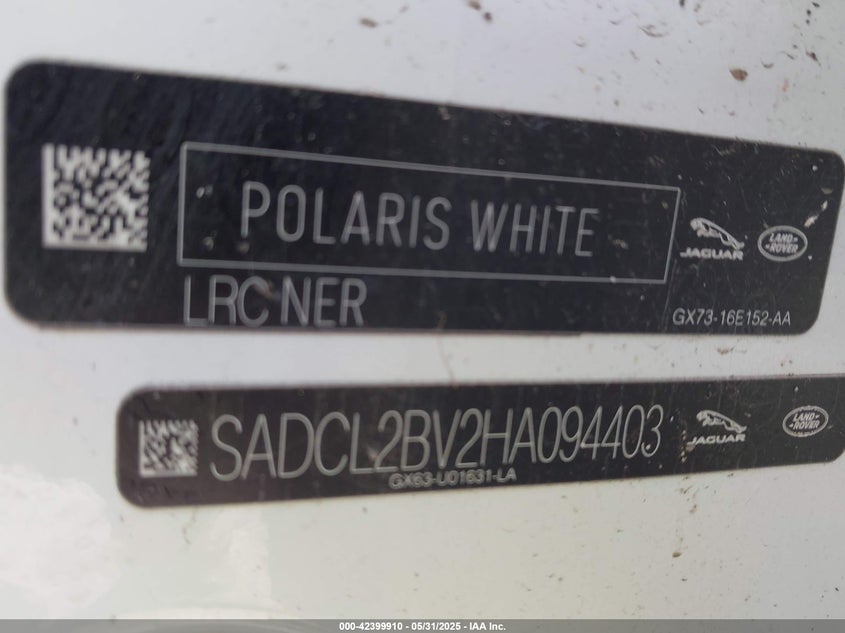 POLARIS WHITE
LRC NER
JAGUAR
LAND ROVER
GX73-16E152-AA
SADCL2BV2HA094403
GX63-U01631-LA
JAGUAR
LAND ROVER
000-42399910 - 05/31/2025 - IAA Inc.